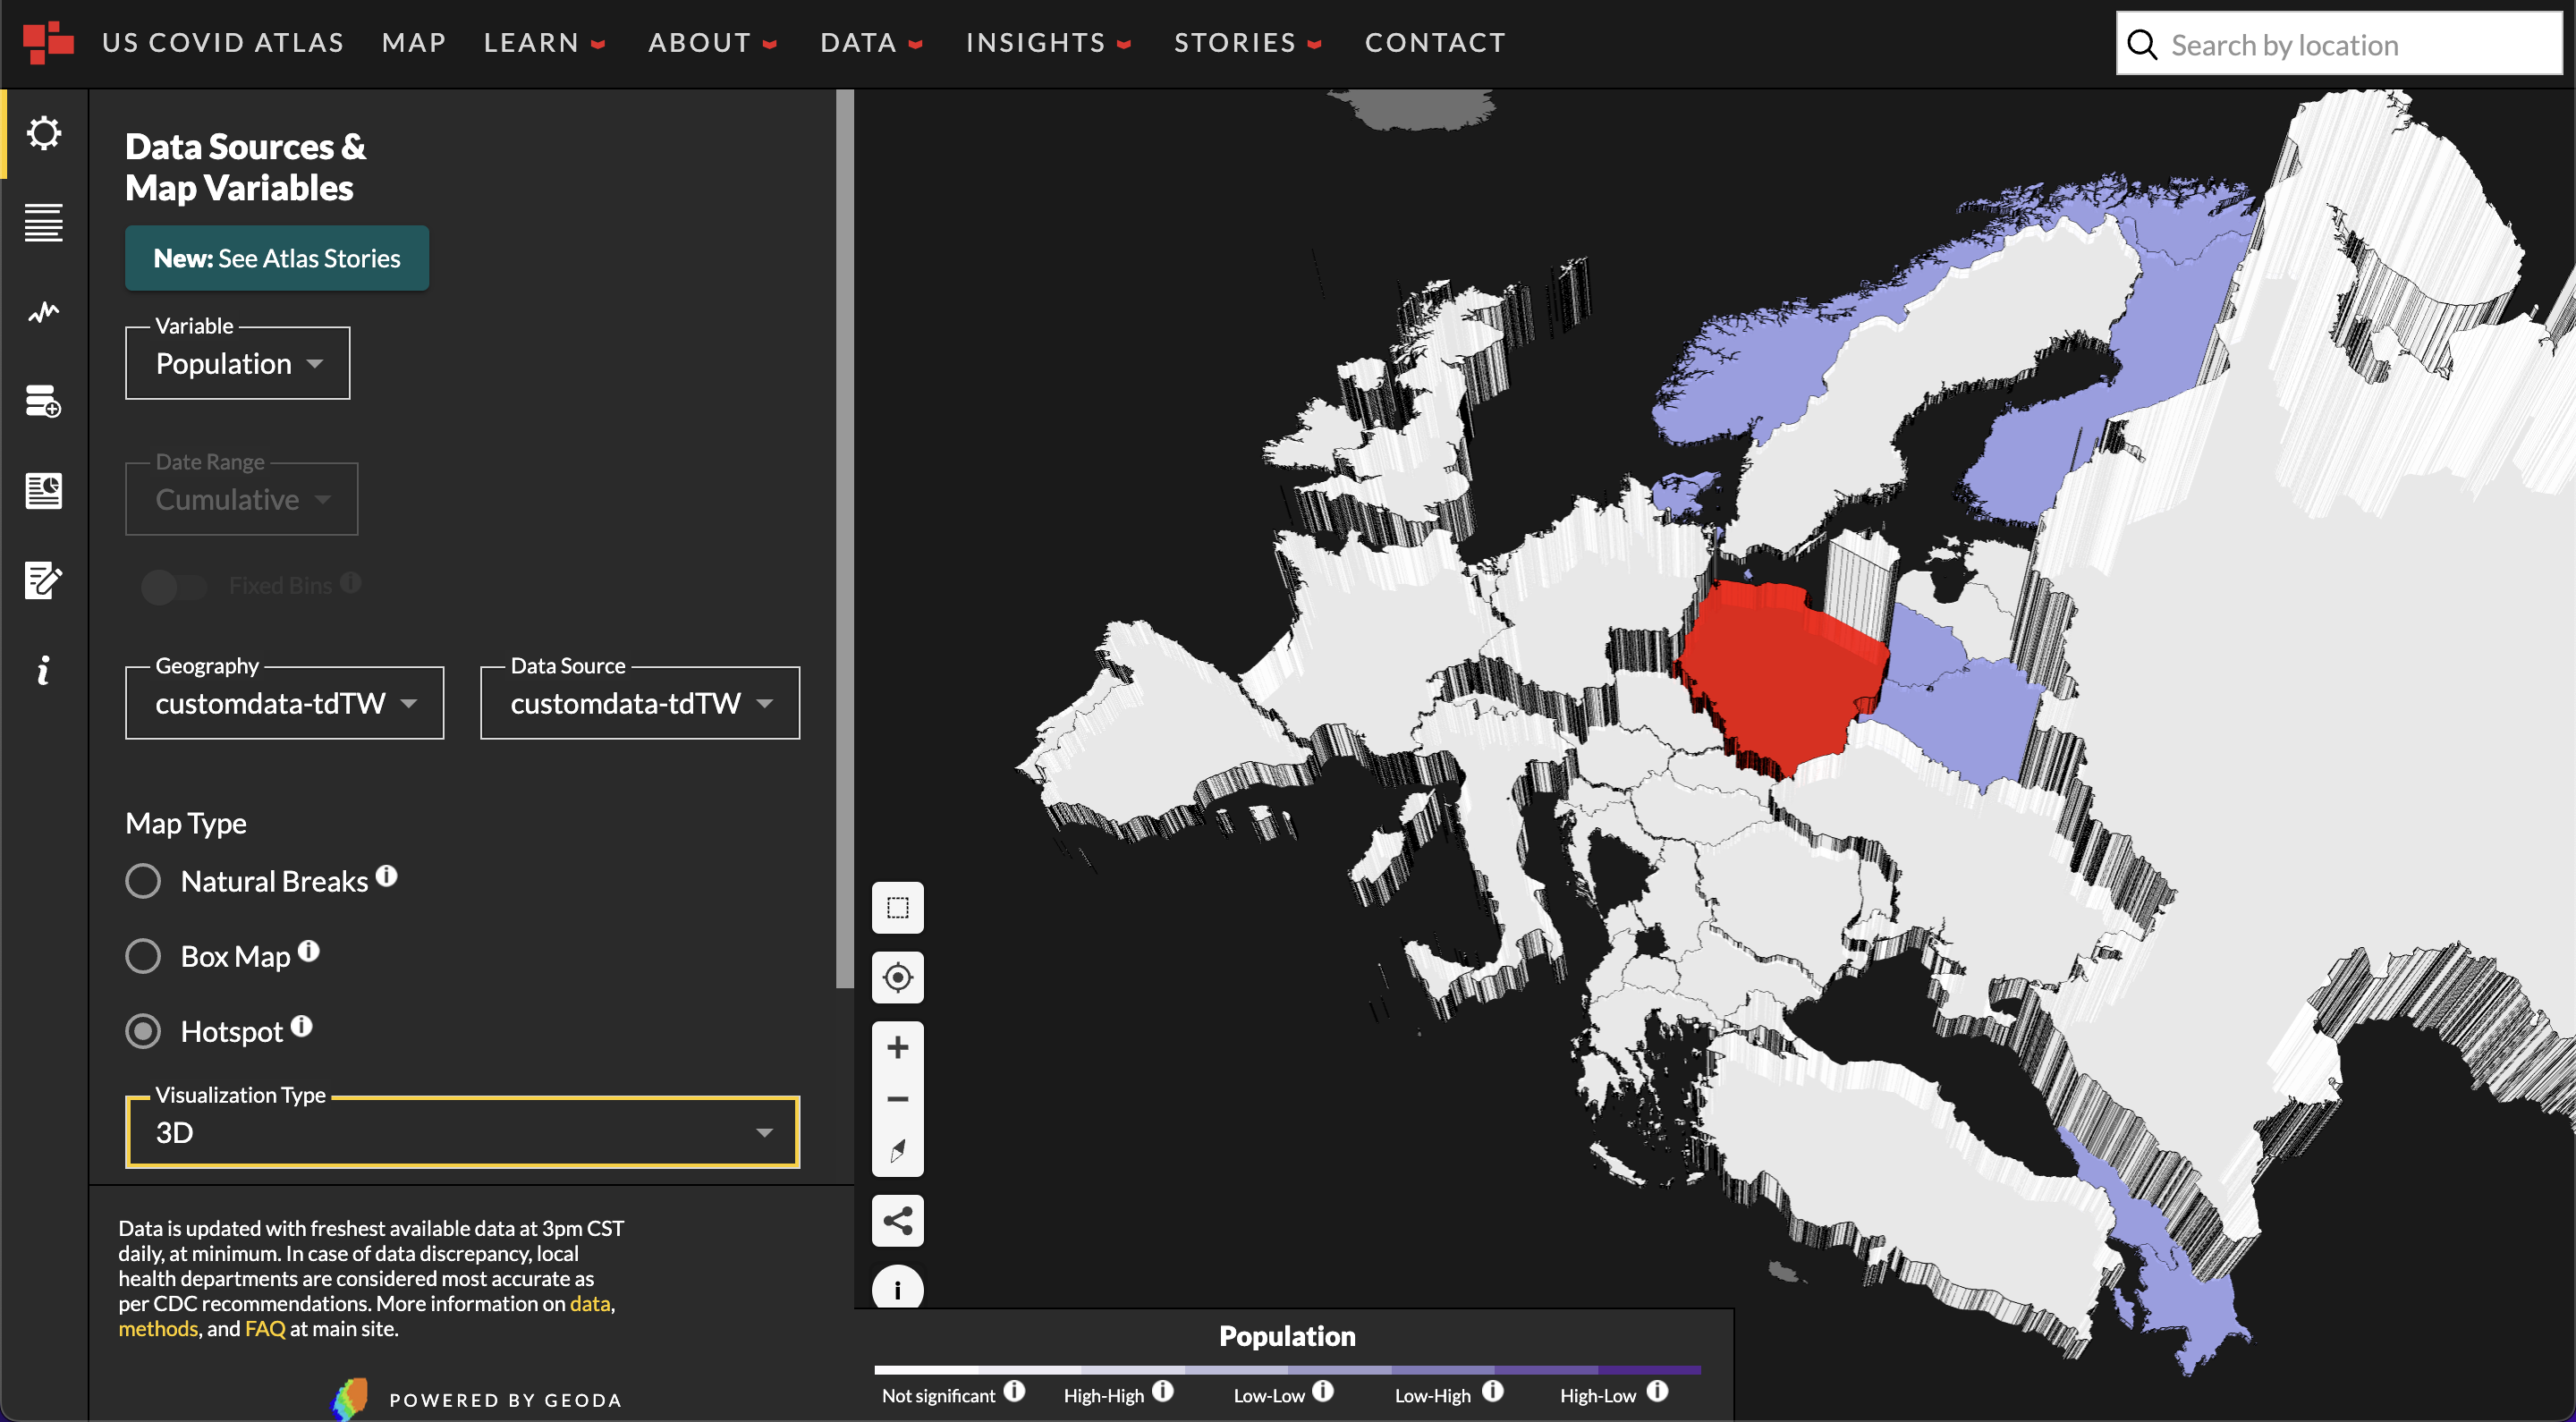 US COVID ATLAS MAP LEARN ABOUT DATA INSIGHTS STORIES CONTACT
Search by location
Data Sources &
Map Variables
New: See Atlas Stories
Variable
Population
Date Range
Cumulative
Fixed Bins
Geography
customdata-tdTW
Data Source
customdata-tdTW
Map Type
Natural Breaks
Box Map
Hotspot
Visualization Type
3D
Data is updated with freshest available data at 3pm CST
daily, at minimum. In case of data discrepancy, local
health departments are considered most accurate as
per CDC recommendations. More information on data,
methods, and FAQ at main site.
POWERED BY GEODA
Population
Not significant High-High Low-Low Low-High High-Low